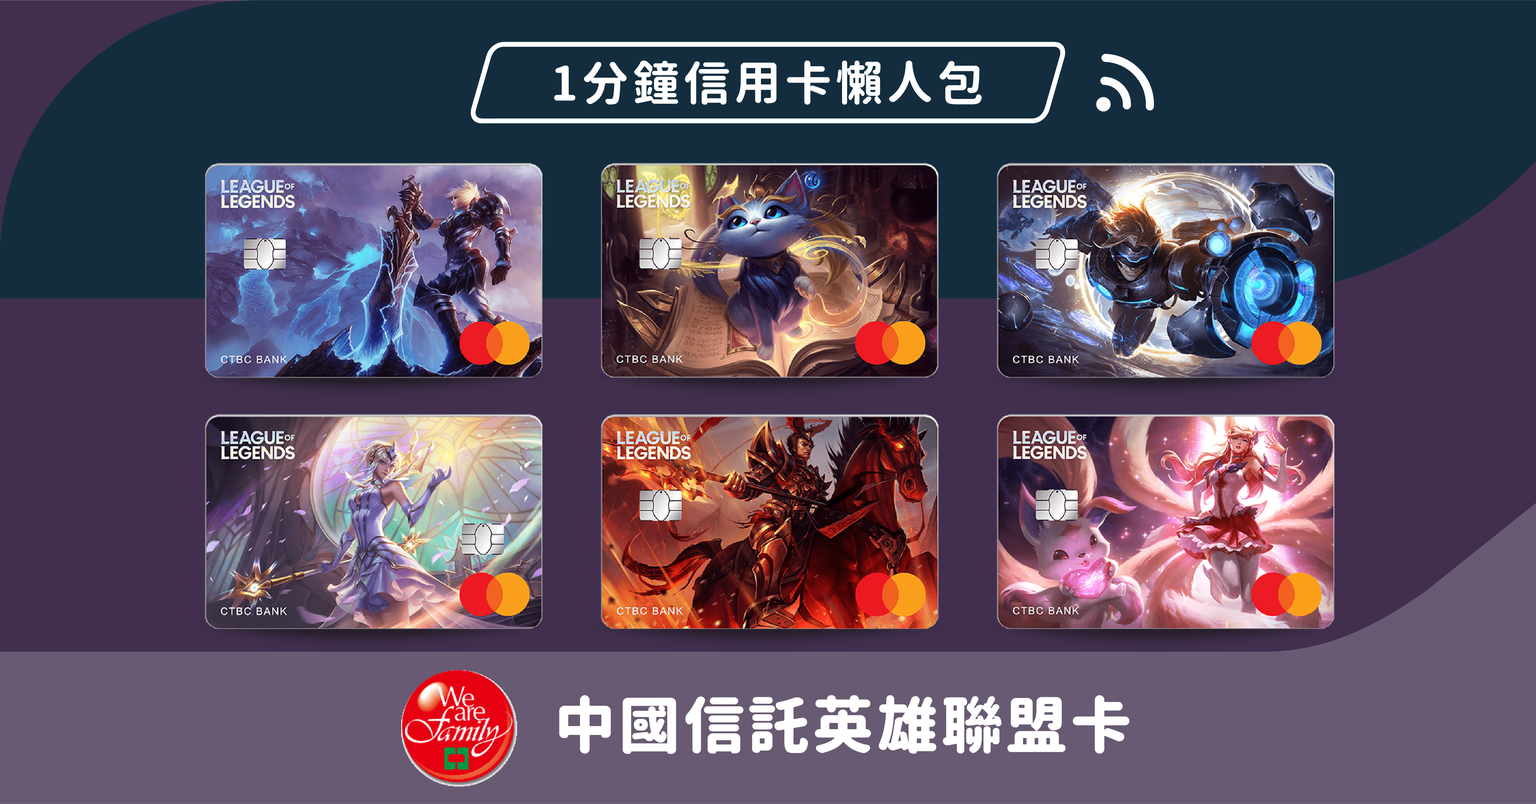 1分鐘信用卡懶人包
LEAGUE OF
LEGENDS
CTBC BANK
LEAGUE OF
LEGENDS
CTBC BANK
LEAGUE OF
LEGENDS
CTBC BANK
LEAGUE OF
LEGENDS
CTBC BANK
LEAGUE OF
LEGENDS
CTBC BANK
LEAGUE OF
LEGENDS
CTBC BANK
We
are
Family
中國信託英雄聯盟卡